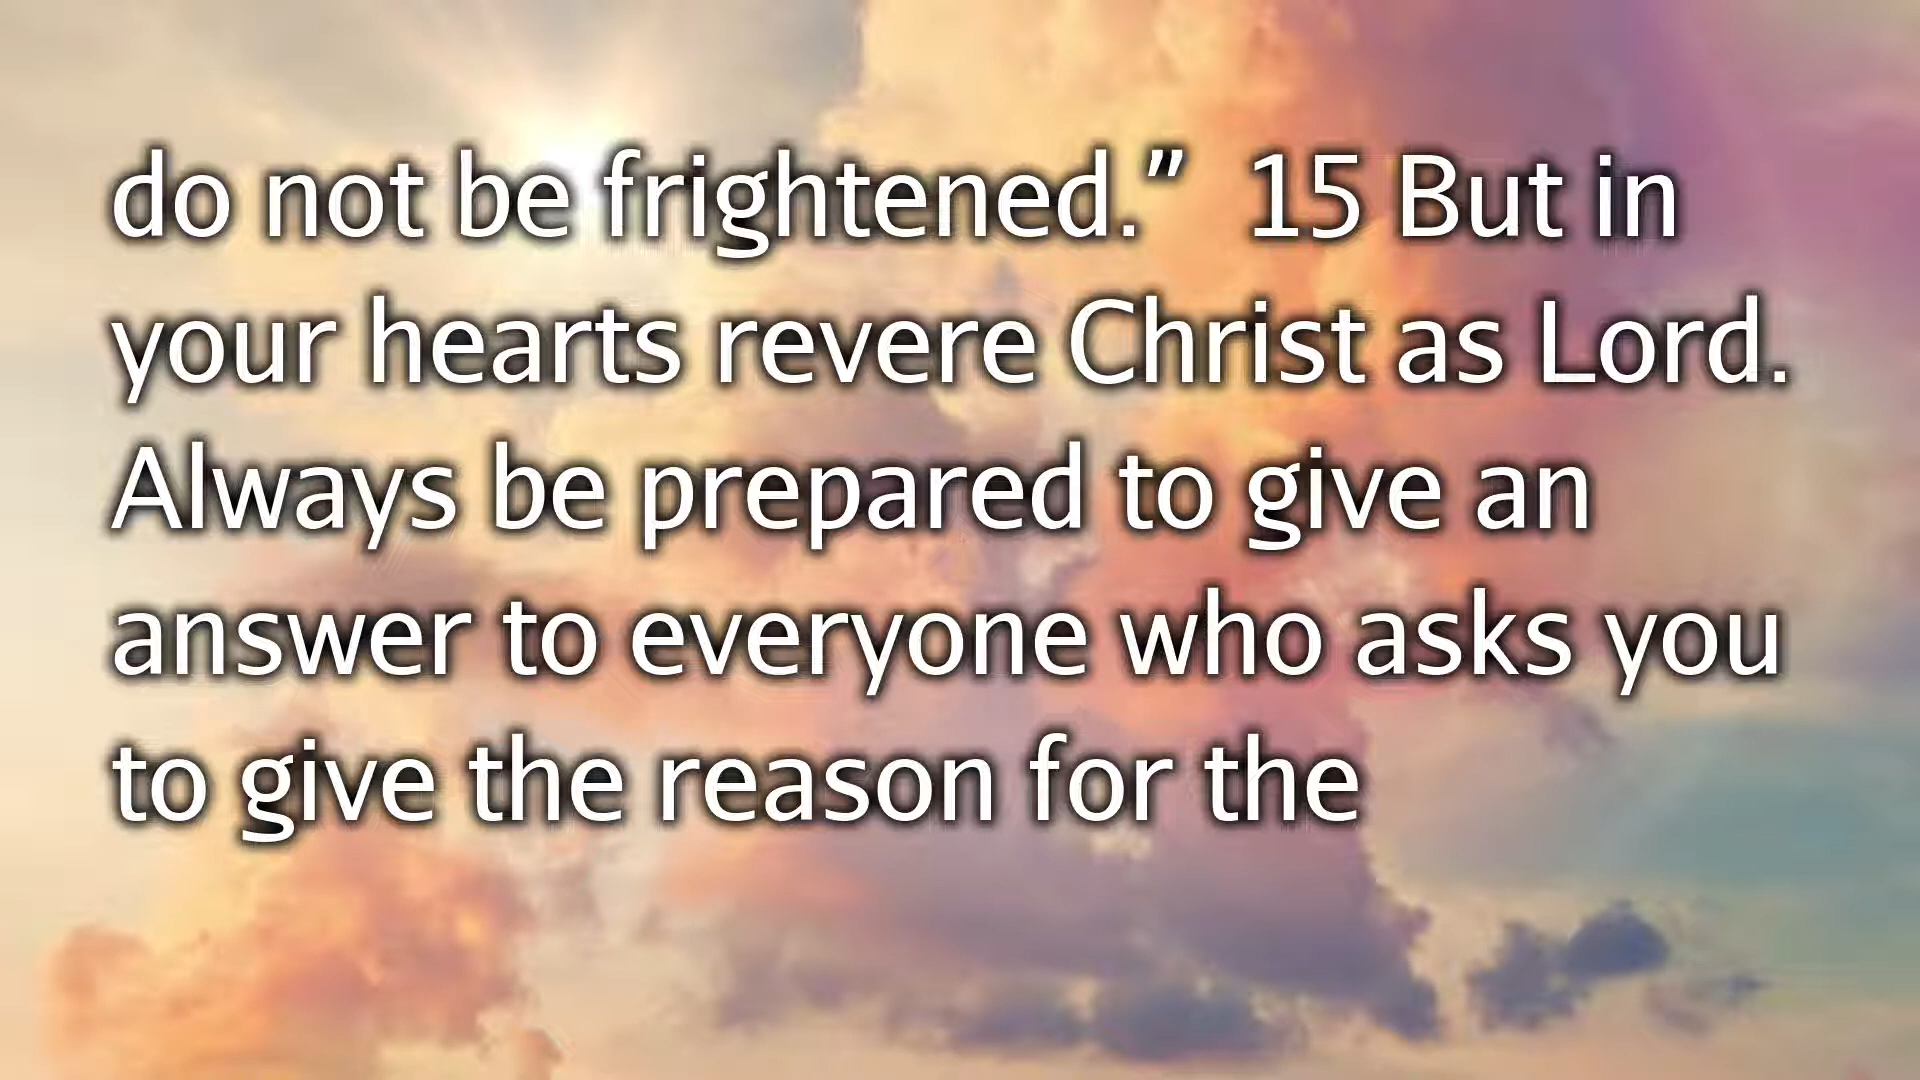 do not be frightened.”  15 But in
your hearts revere Christ as Lord.
Always be prepared to give an
answer to everyone who asks you
to give the reason for the